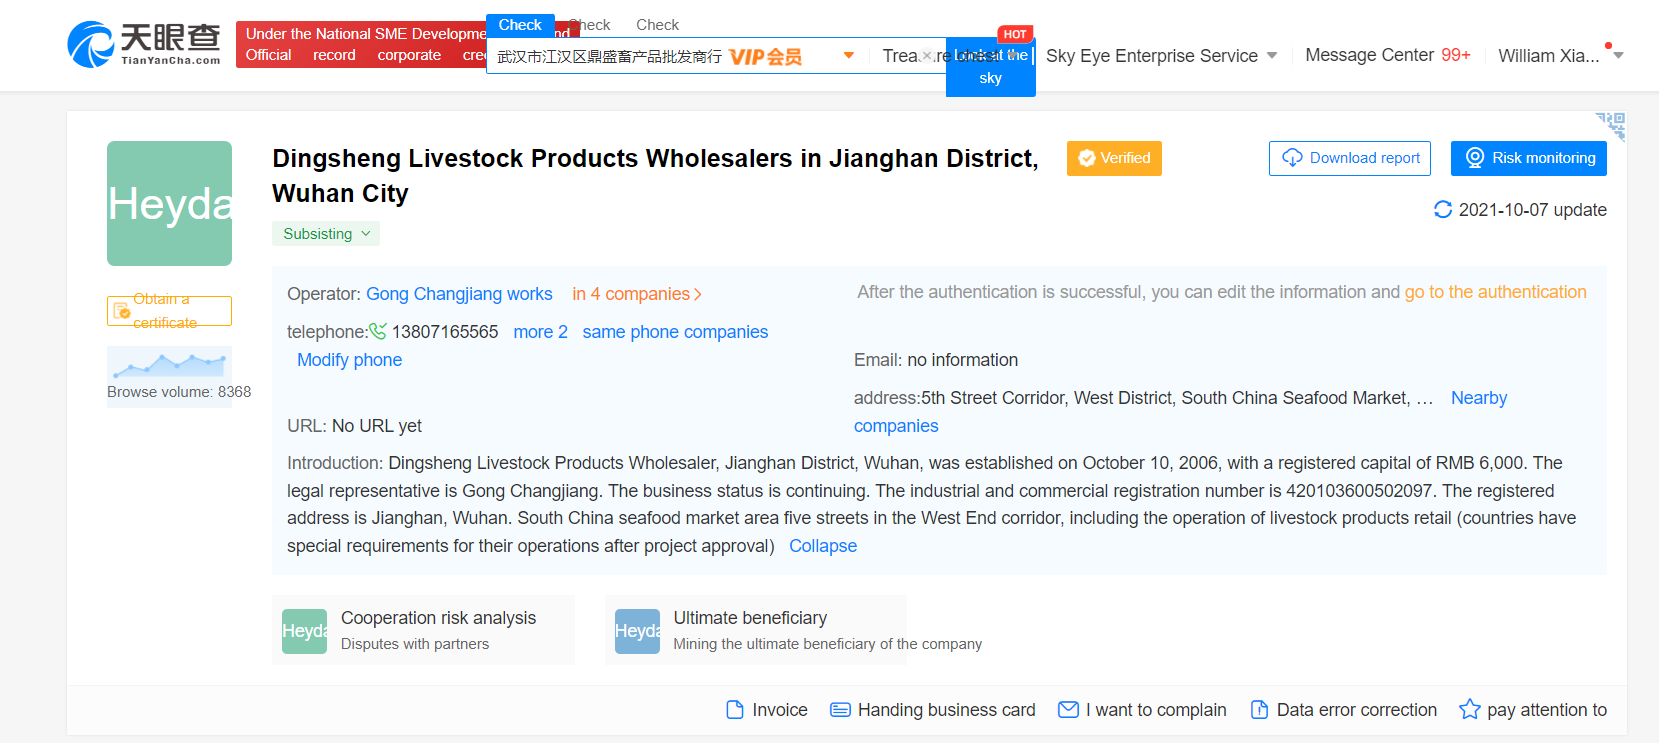 天眼查
TianYanCha.com
Under the National SME Developme nd
Official record corporate cre
Check Check Check
武汉市江汉区鼎盛畜产品批发商行 VIP会员
HOT
Look at the
sky
Sky Eye Enterprise Service
Message Center 99+
William Xia...
Heyda
Dingsheng Livestock Products Wholesalers in Jianghan District,
Wuhan City
Verified
Download report
Risk monitoring
2021-10-07 update
Subsisting
Obtain a
certificate
Browse volume: 8368
Operator: Gong Changjiang works in 4 companies
After the authentication is successful, you can edit the information and go to the authentication
telephone: 13807165565 more 2 same phone companies
Modify phone
Email: no information
address:5th Street Corridor, West District, South China Seafood Market, … Nearby
companies
URL: No URL yet
Introduction: Dingsheng Livestock Products Wholesaler, Jianghan District, Wuhan, was established on October 10, 2006, with a registered capital of RMB 6,000. The
legal representative is Gong Changjiang. The business status is continuing. The industrial and commercial registration number is 420103600502097. The registered
address is Jianghan, Wuhan. South China seafood market area five streets in the West End corridor, including the operation of livestock products retail (countries have
special requirements for their operations after project approval) Collapse
Heyda
Cooperation risk analysis
Disputes with partners
Heyda
Ultimate beneficiary
Mining the ultimate beneficiary of the company
Invoice
Handing business card
I want to complain
Data error correction
pay attention to